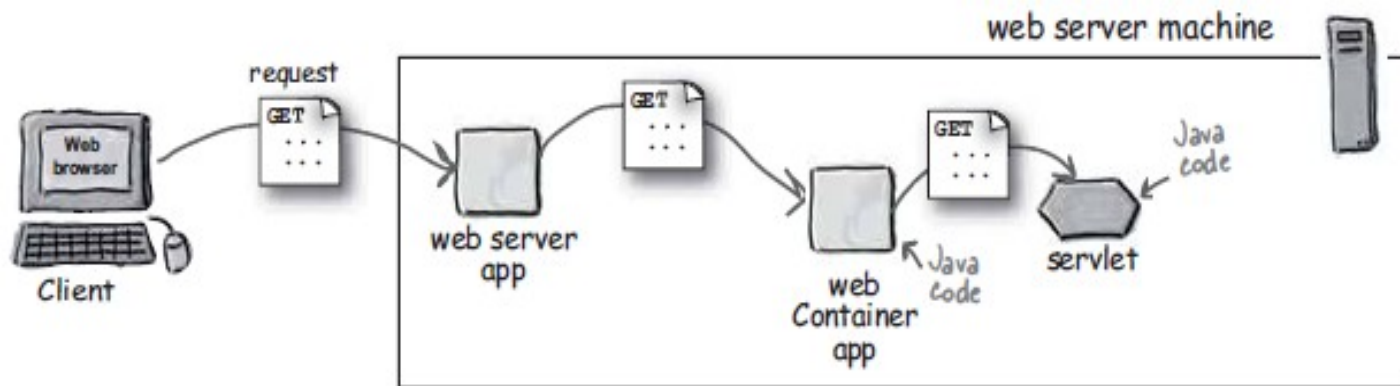 web server machine
request
GET
GET
GET
Java
code
Web
browser
web server
app
Client
Java
code
servlet
web
Container
app